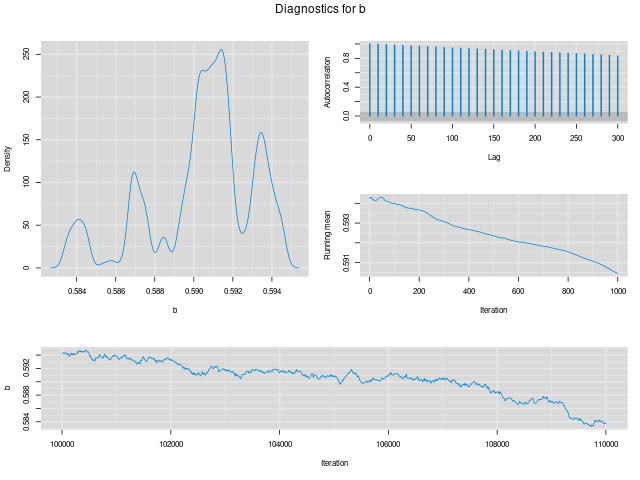 Diagnostics for b
Density
0 50 100 150 200 250
0.584 0.586 0.588 0.590 0.592 0.594
b
Autocorrelation
0.0 0.4 0.8
0 50 100 150 200 250 300
Lag
Running mean
0.591 0.593
0 200 400 600 800 1000
Iteration
b
0.584 0.588 0.592
100000 102000 104000 106000 108000 110000
Iteration